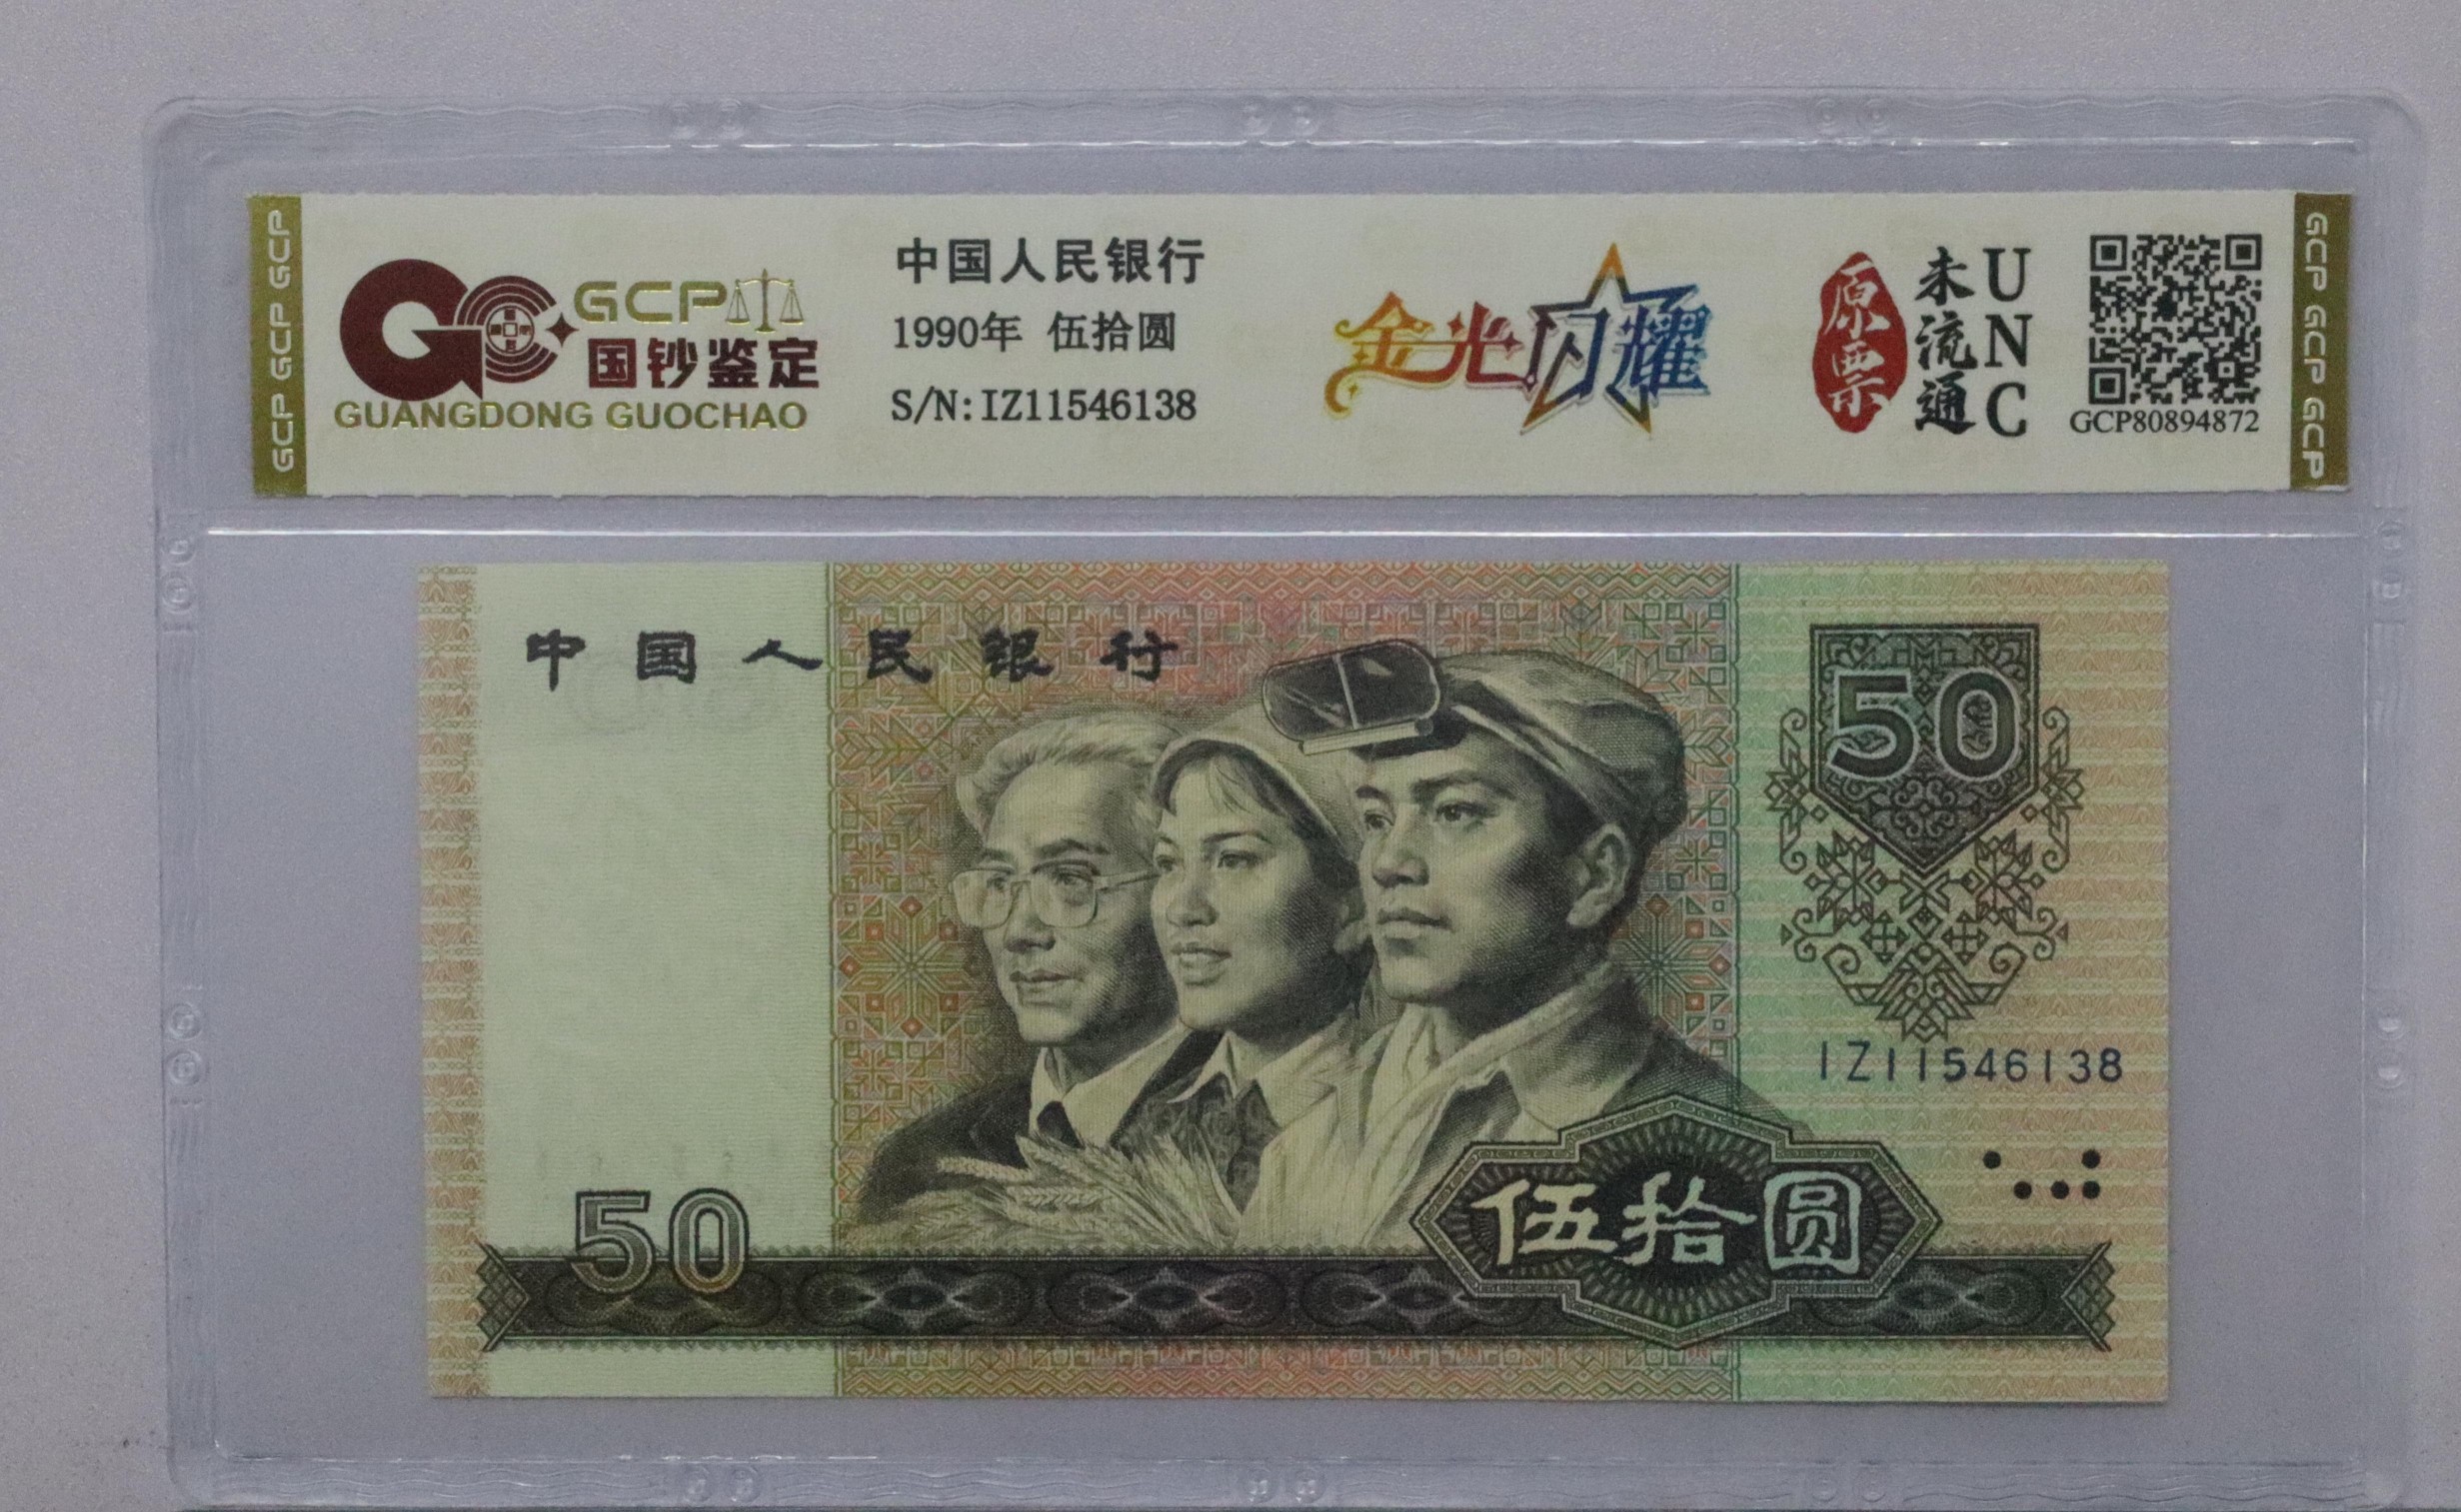 GCP GCP GCP
GCP
国钞鉴定
GUANGDONG GUOCHAO
中国人民银行
1990年 伍拾圆
S/N:IZ11546138
金光闪耀
原票
未流通
UNC
GCP80894872
GCP GCP GCP
中国人民银行
50
IZ11546138
50
伍拾圆